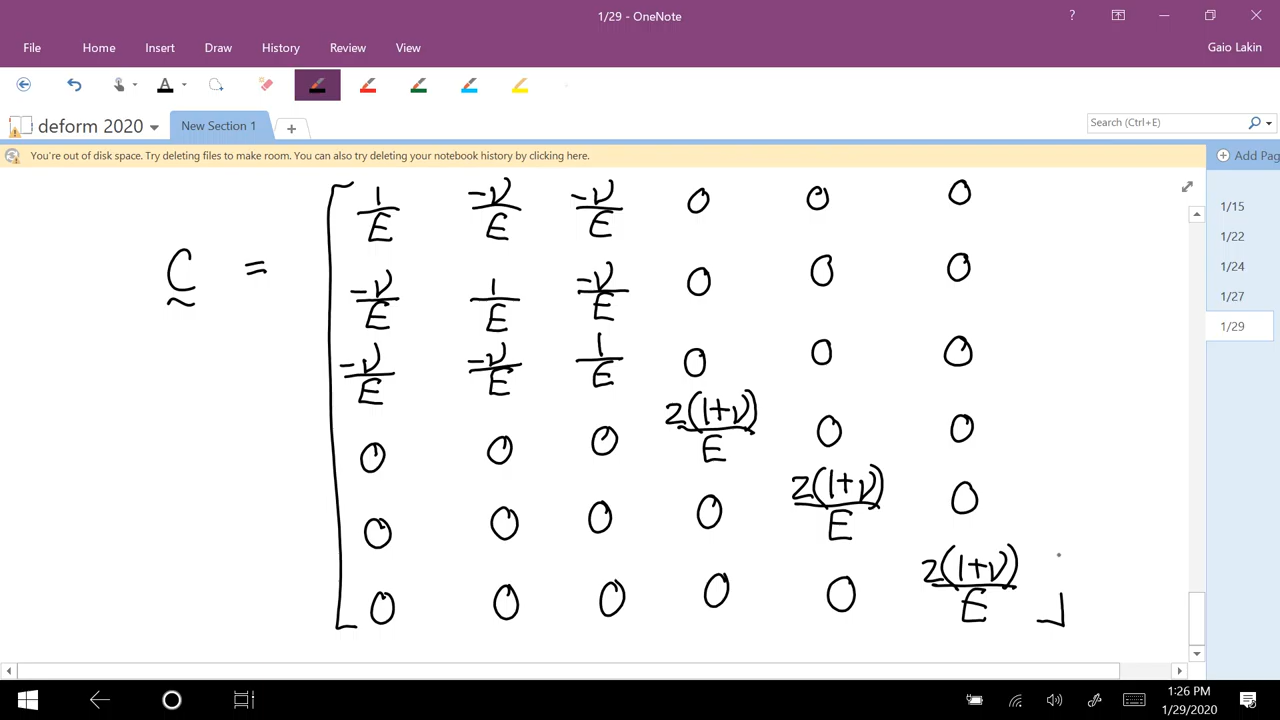 1/29 - OneNote
?
File Home Insert Draw History Review View Gaio Lakin
A
deform 2020 New Section 1 + Search (Ctrl+E)
You're out of disk space. Try deleting files to make room. You can also try deleting your notebook history by clicking here.
Add Pag
1/15
1/22
1/24
1/27
1/29
C =
1/E -ν/E -ν/E 0 0 0
-ν/E 1/E -ν/E 0 0 0
-ν/E -ν/E 1/E 0 0 0
0 0 0 2(1+ν)/E 0 0
0 0 0 0 2(1+ν)/E 0
0 0 0 0 0 2(1+ν)/E
1:26 PM
1/29/2020